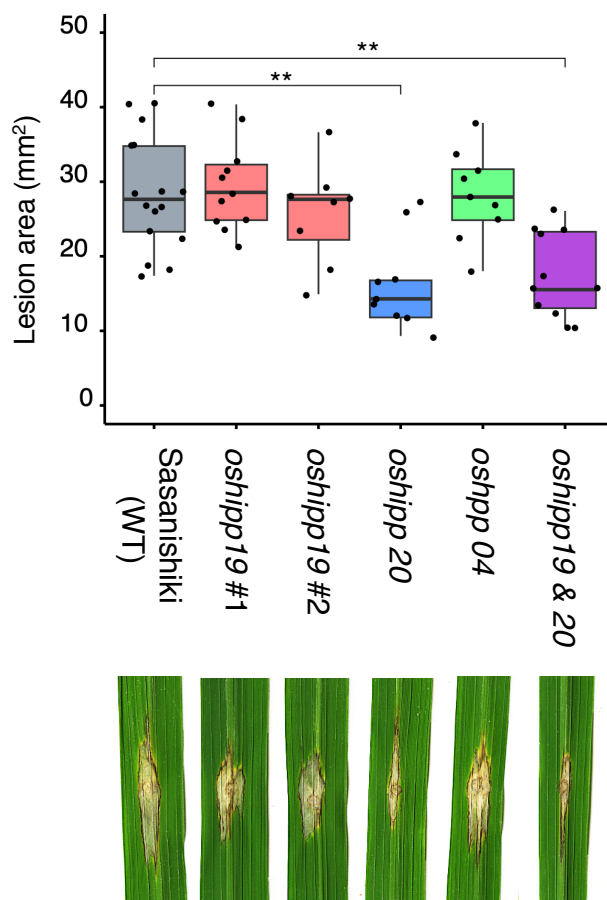 50
**
**
40
30
20
10
0
Lesion area (mm²)
Sasanishiki
(WT)
oshipp19 #1
oshipp19 #2
oshipp 20
oshpp 04
oshipp19 & 20